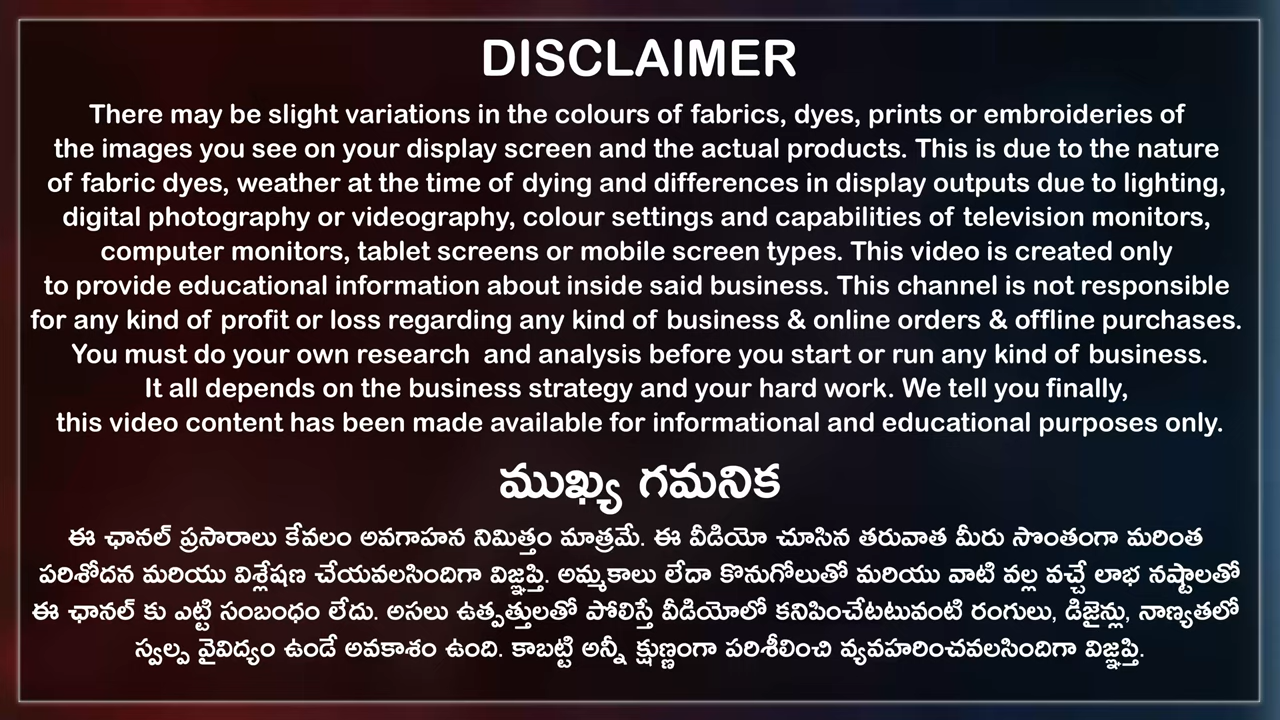 DISCLAIMER
There may be slight variations in the colours of fabrics, dyes, prints or embroideries of
the images you see on your display screen and the actual products. This is due to the nature
of fabric dyes, weather at the time of dying and differences in display outputs due to lighting,
digital photography or videography, colour settings and capabilities of television monitors,
computer monitors, tablet screens or mobile screen types. This video is created only
to provide educational information about inside said business. This channel is not responsible
for any kind of profit or loss regarding any kind of business & online orders & offline purchases.
You must do your own research  and analysis before you start or run any kind of business.
It all depends on the business strategy and your hard work. We tell you finally,
this video content has been made available for informational and educational purposes only.
ముఖ్య గమనిక
ఈ ఛానల్ ప్రసారాలు కేవలం అవగాహన నిమిత్తం మాత్రమే. ఈ వీడియో చూసిన తరువాత మీరు సొంతంగా మరింత
పరిశోదన మరియు విశ్లేషణ చేయవలసిందిగా విజ్ఞప్తి. అమ్మకాలు లేదా కొనుగోలుతో మరియు వాటి వల్ల వచ్చే లాభ నష్టాలతో
ఈ ఛానల్ కు ఎట్టి సంబంధం లేదు. అసలు ఉత్పత్తులతో పోలిస్తే వీడియోలో కనిపించేటటువంటి రంగులు, డిజైన్లు, నాణ్యతలో
స్వల్ప వైవిద్యం ఉండే అవకాశం ఉంది. కాబట్టి అన్నీ క్షుణ్ణంగా పరిశీలించి వ్యవహరించవలసిందిగా విజ్ఞప్తి.